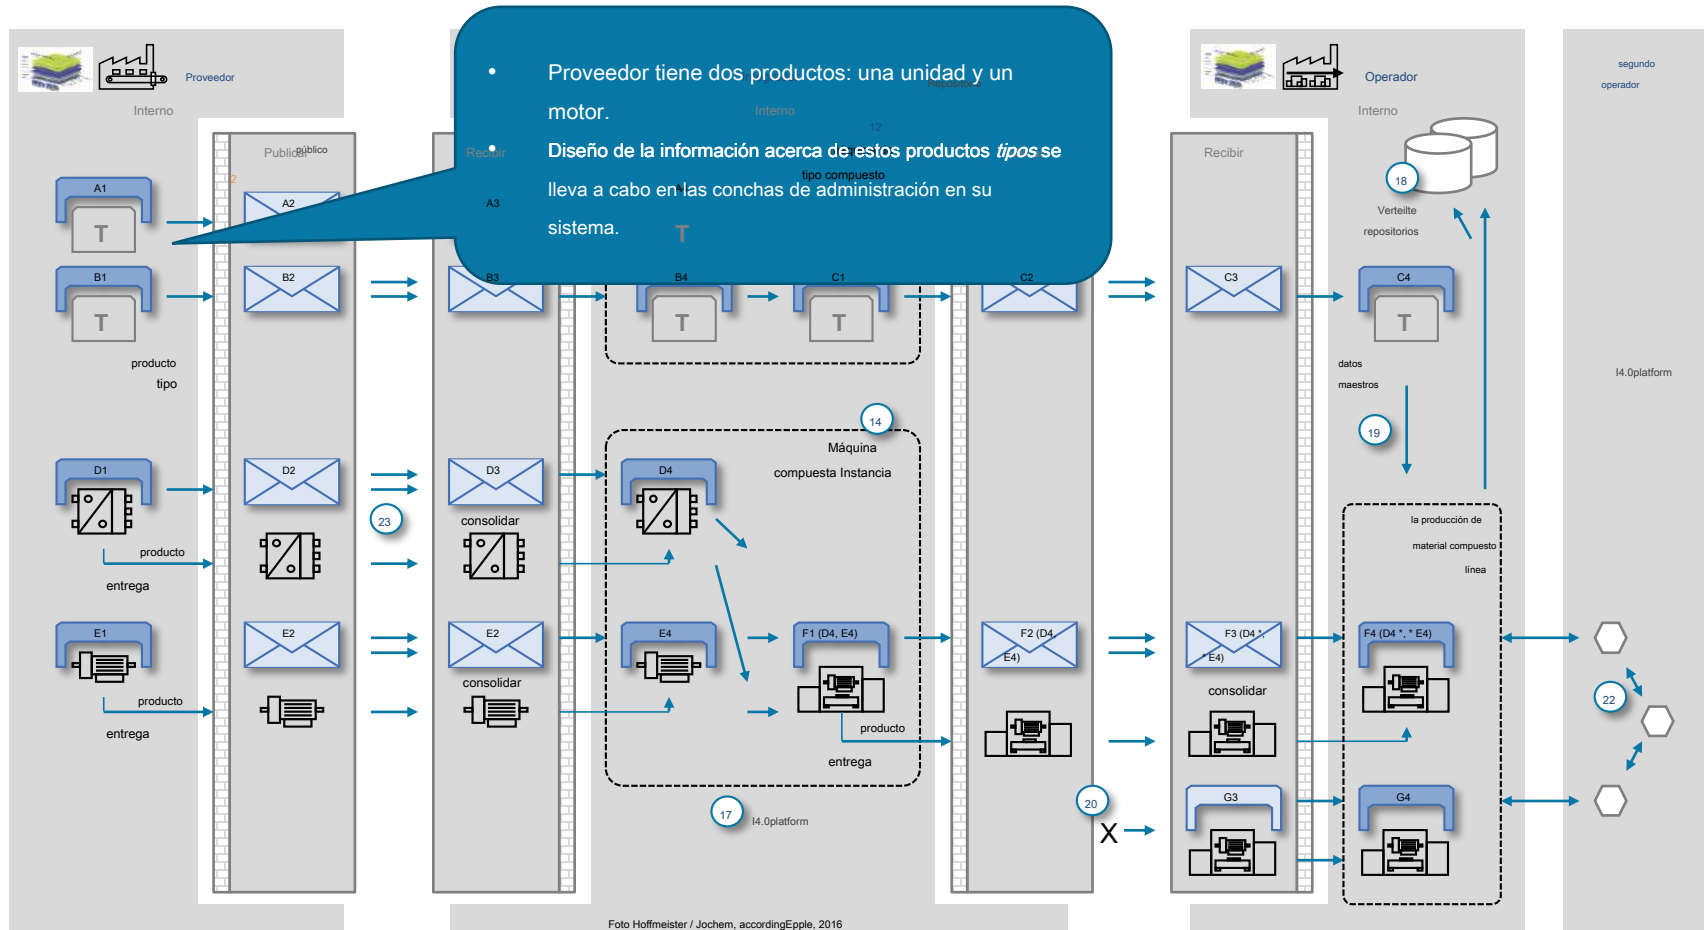 Proveedor
Interno
• Proveedor tiene dos productos: una unidad y un
motor.
• Diseño de la información acerca de estos productos tipos se
lleva a cabo en las conchas de administración en su
sistema.
Repositorio
Interno
12
tipo compuesto
Operador
Interno
segundo
operador
Publicar
público
2
Recibir
Recibir
18
Verteilte
repositorios
A1
T
A2
A3
T
B1
T
B2
B3
B4
T
C1
T
C2
C3
C4
T
producto
tipo
datos
maestros
I4.0platform
14
Máquina
compuesta Instancia
19
D1
D2
D3
D4
23
consolidar
producto
entrega
la producción de
material compuesto
línea
E1
E2
E2
E4
F1 (D4, E4)
F2 (D4,
E4)
F3 (D4 *,
* E4)
F4 (D4 *, * E4)
consolidar
consolidar
producto
entrega
producto
entrega
22
17
I4.0platform
20
X
G3
G4
Foto Hoffmeister / Jochem, accordingEpple, 2016